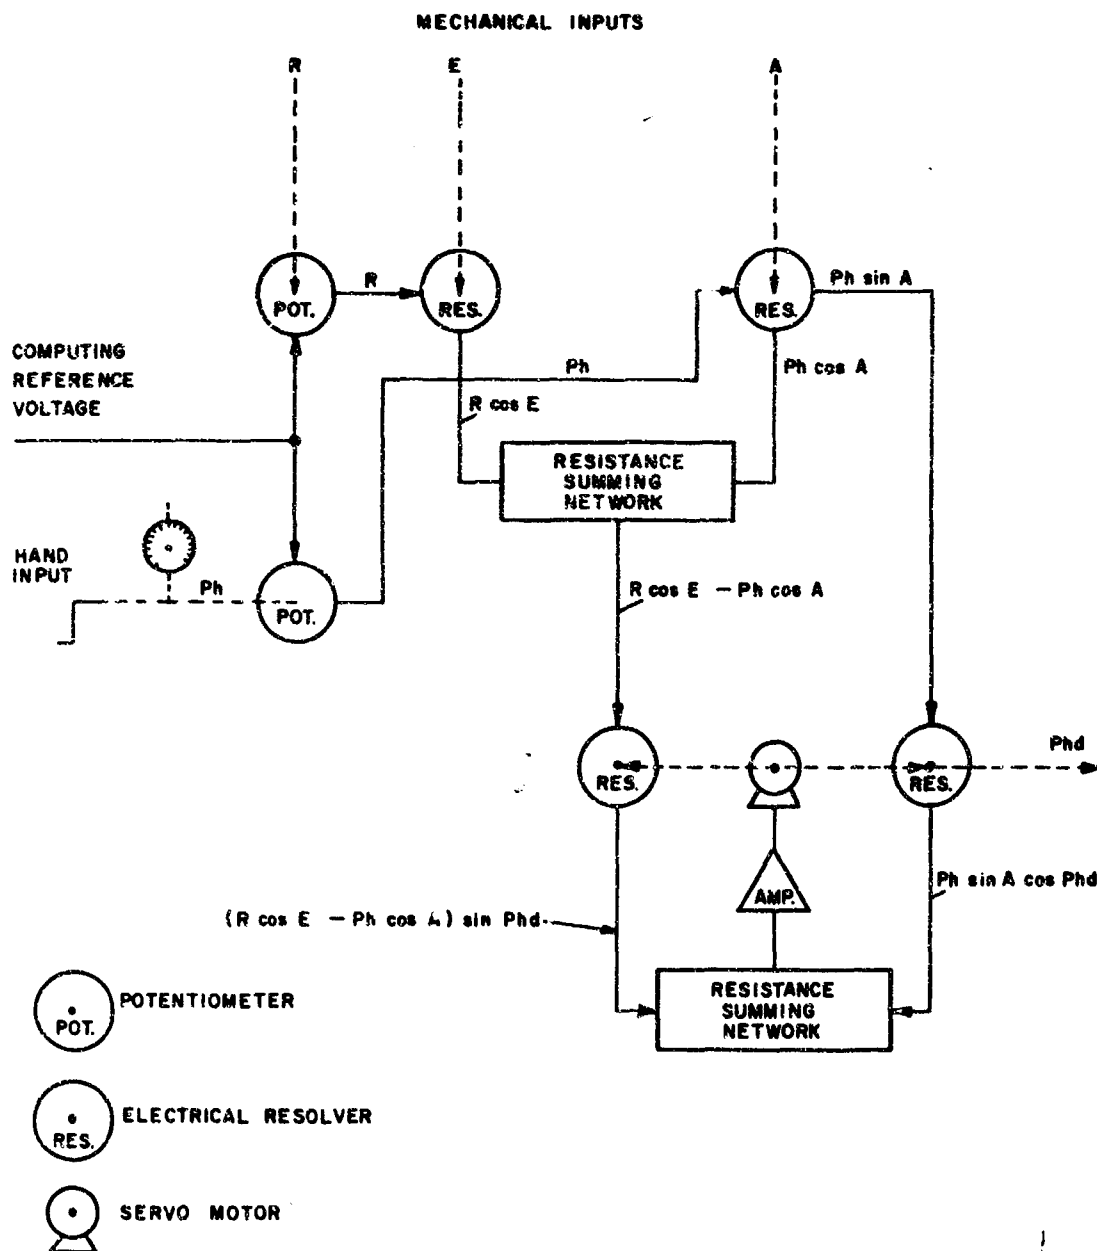 MECHANICAL INPUTS
R
E
A
POT.
R
RES.
RES.
Ph sin A
COMPUTING
REFERENCE
VOLTAGE
Ph
Ph cos A
R cos E
RESISTANCE
SUMMING
NETWORK
HAND
INPUT
Ph
POT.
R cos E - Ph cos A
RES.
RES.
Phd
AMP.
Ph sin A cos Phd
(R cos E - Ph cos A) sin Phd
RESISTANCE
SUMMING
NETWORK
POT.
POTENTIOMETER
RES.
ELECTRICAL RESOLVER
SERVO MOTOR